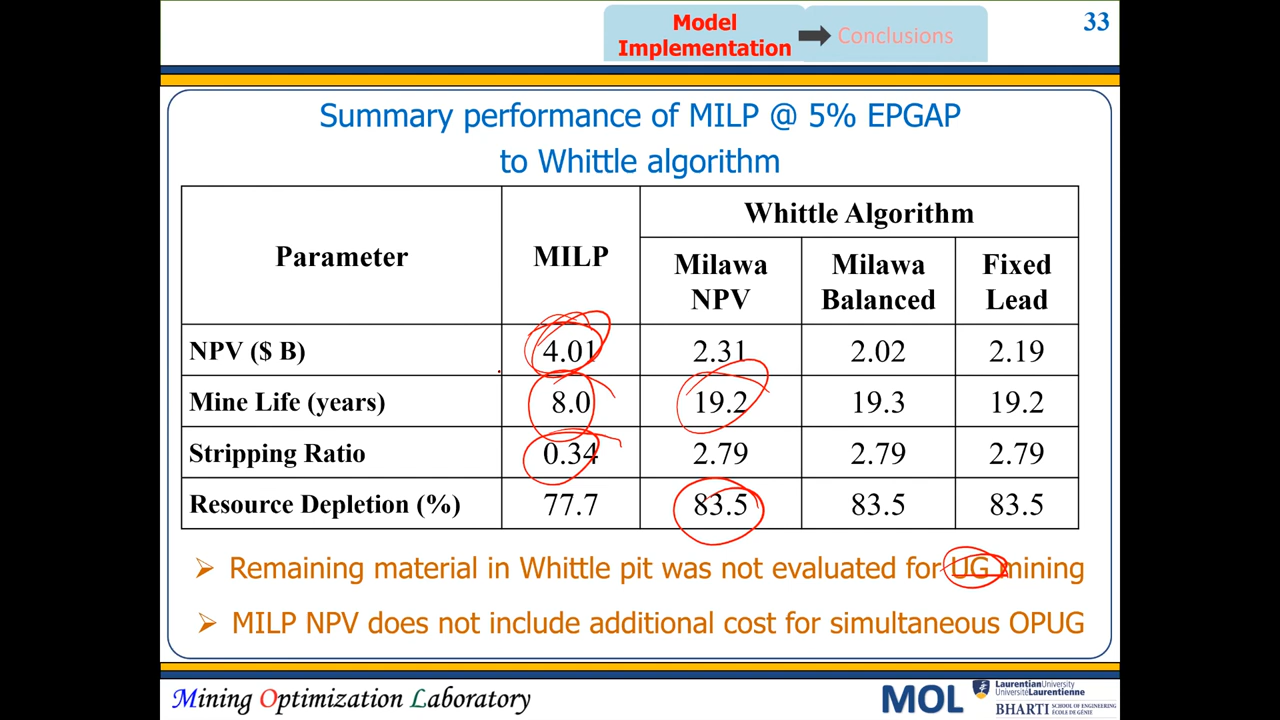 Model
Implementation
Conclusions
33
Summary performance of MILP @ 5% EPGAP
to Whittle algorithm
Parameter
MILP
Whittle Algorithm
Milawa
NPV
Milawa
Balanced
Fixed
Lead
NPV ($ B) 4.01 2.31 2.02 2.19
Mine Life (years) 8.0 19.2 19.3 19.2
Stripping Ratio 0.34 2.79 2.79 2.79
Resource Depletion (%) 77.7 83.5 83.5 83.5
Remaining material in Whittle pit was not evaluated for UG mining
MILP NPV does not include additional cost for simultaneous OPUG
Mining Optimization Laboratory
MOL
LaurentianUniversity
UniversitéLaurentienne
BHARTI
SCHOOL OF ENGINEERING
ÉCOLE DE GÉNIE